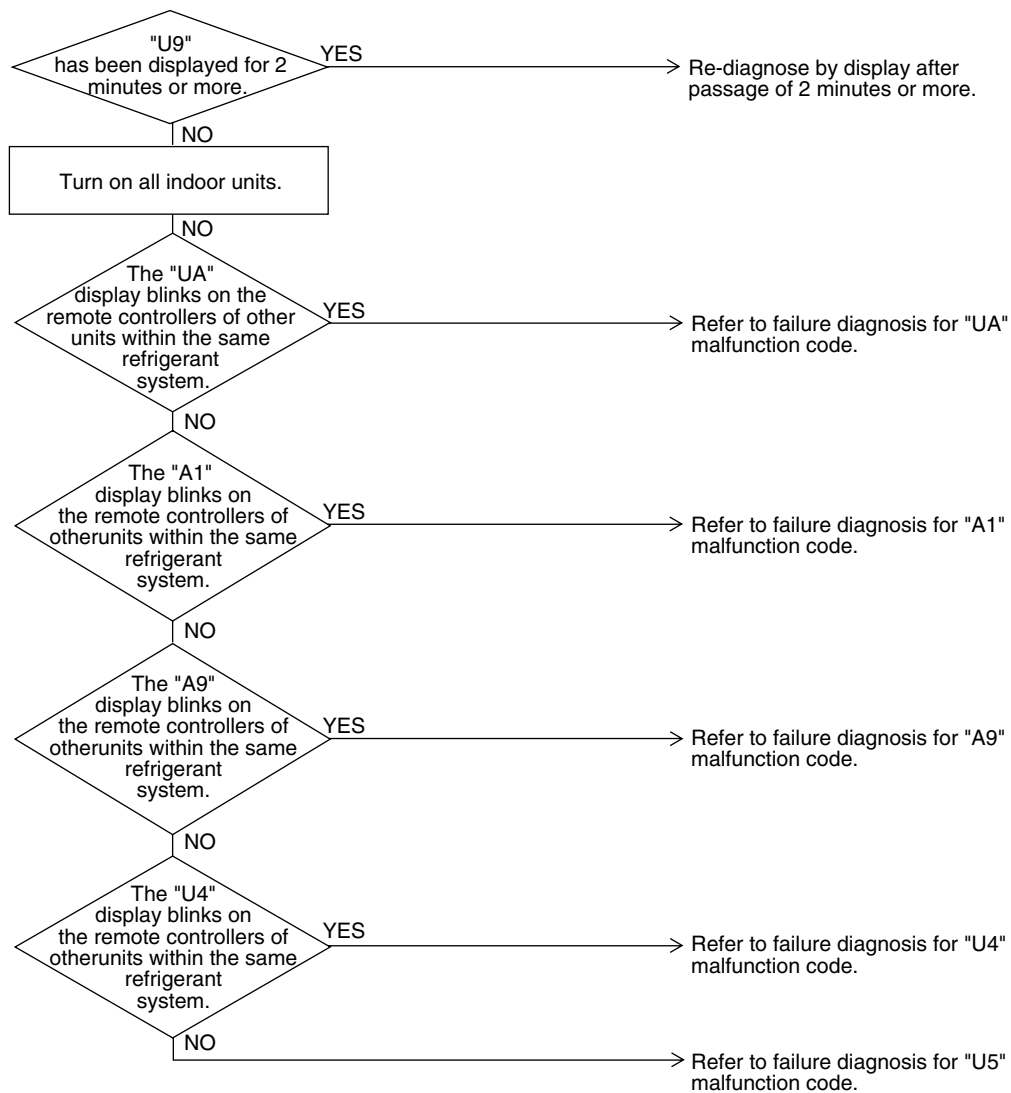 "U9"
has been displayed for 2
minutes or more.
YES
Re-diagnose by display after
passage of 2 minutes or more.
NO
Turn on all indoor units.
NO
The "UA"
display blinks on the
remote controllers of other
units within the same
refrigerant
system.
YES
Refer to failure diagnosis for "UA"
malfunction code.
NO
The "A1"
display blinks on
the remote controllers of
otherunits within the same
refrigerant
system.
YES
Refer to failure diagnosis for "A1"
malfunction code.
NO
The "A9"
display blinks on
the remote controllers of
otherunits within the same
refrigerant
system.
YES
Refer to failure diagnosis for "A9"
malfunction code.
NO
The "U4"
display blinks on
the remote controllers of
otherunits within the same
refrigerant
system.
YES
Refer to failure diagnosis for "U4"
malfunction code.
NO
Refer to failure diagnosis for "U5"
malfunction code.